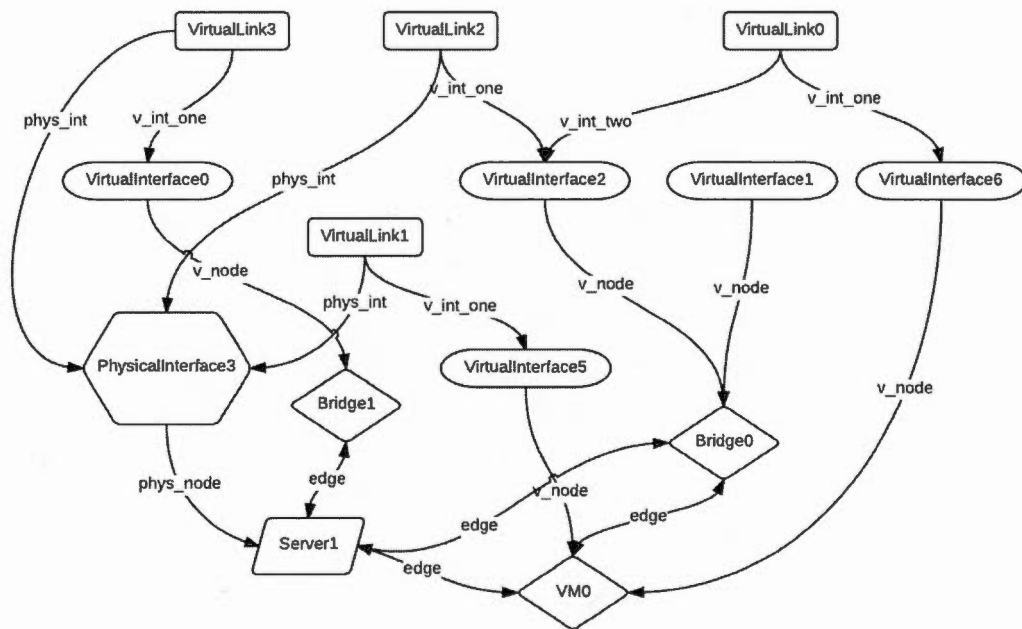 VirtualLink3
VirtualLink2
VirtualLink0
v_int_one
v_int_one
phys_int
v_int_one
v_int_two
VirtualInterface0
phys_int
VirtualInterface2
VirtualInterface1
VirtualInterface6
VirtualLink1
v_node
v_node
v_node
phys_int
v_int_one
PhysicalInterface3
VirtualInterface5
v_node
Bridge1
Bridge0
phys_node
edge
v_node
edge
edge
Server1
edge
VM0